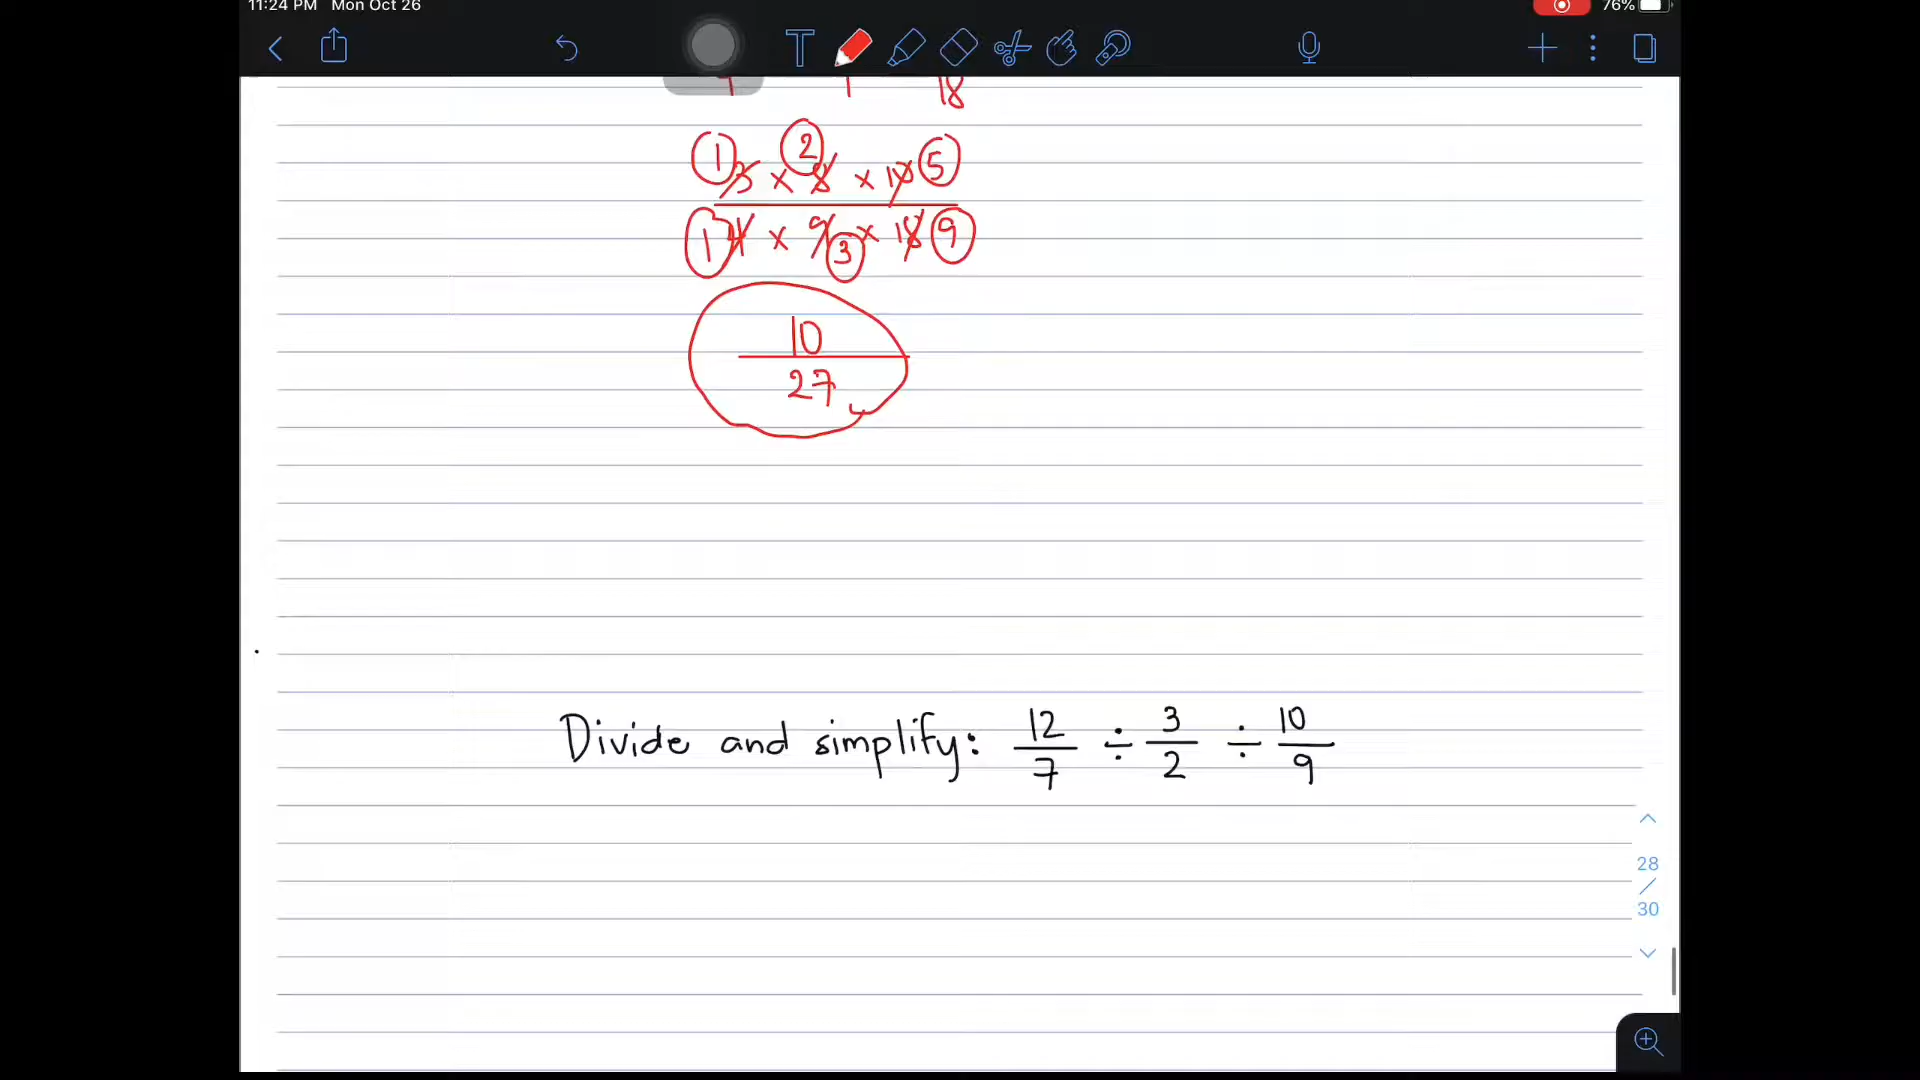 11:24 PM Mon Oct 26
76%
T
18
1 3 × 2 8 × 10 5
1 4 × 9 3 × 18 9
10
27
Divide and simplify: 12/7 ÷ 3/2 ÷ 10/9
28
/
30